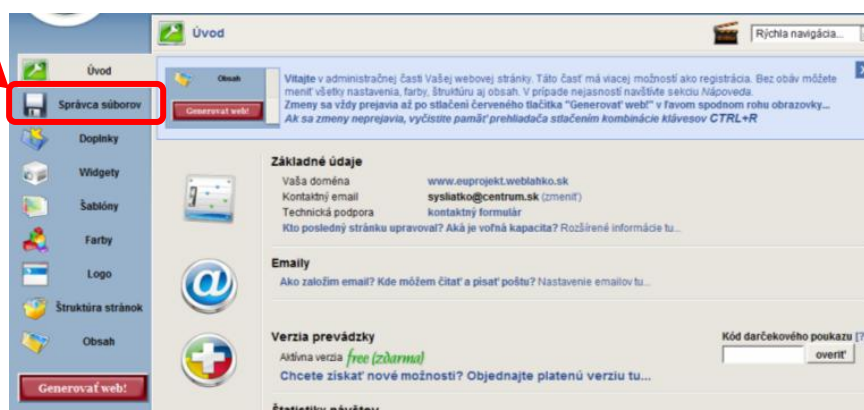 Úvod
Rýchla navigácia...
Úvod
Správca súborov
Doplnky
Widgety
Šablóny
Farby
Logo
Štruktúra stránok
Obsah
Generovať web!
Obsah
Generovať web!
Vitajte v administračnej časti Vašej webovej stránky. Táto časť má viacej možností ako registrácia. Bez obáv môžete
meniť všetky nastavenia, farby, štruktúru aj obsah. V prípade nejasností navštívte sekciu Nápoveda.
Zmeny sa vždy prejavia až po stlačení červeného tlačítka "Generovať web!" v ľavom spodnom rohu obrazovky...
Ak sa zmeny neprejavia, vyčistite pamäť prehliadača stlačením kombinácie klávesov CTRL+R
Základné údaje
Vaša doména www.euprojekt.weblahko.sk
Kontaktný email sysliatko@centrum.sk (zmeniť)
Technická podpora kontaktný formulár
Kto posledný stránku upravoval? Aká je voľná kapacita? Rozšírené informácie tu...
Emaily
Ako založim email? Kde môžem čítať a písať poštu? Nastavenie emailov tu...
Verzia prevádzky
Kód darčekového poukazu [?
Aktívna verzia free (zdarma)
overiť
Chcete získať nové možnosti? Objednajte platenú verziu tu...
Štatistiky návštev